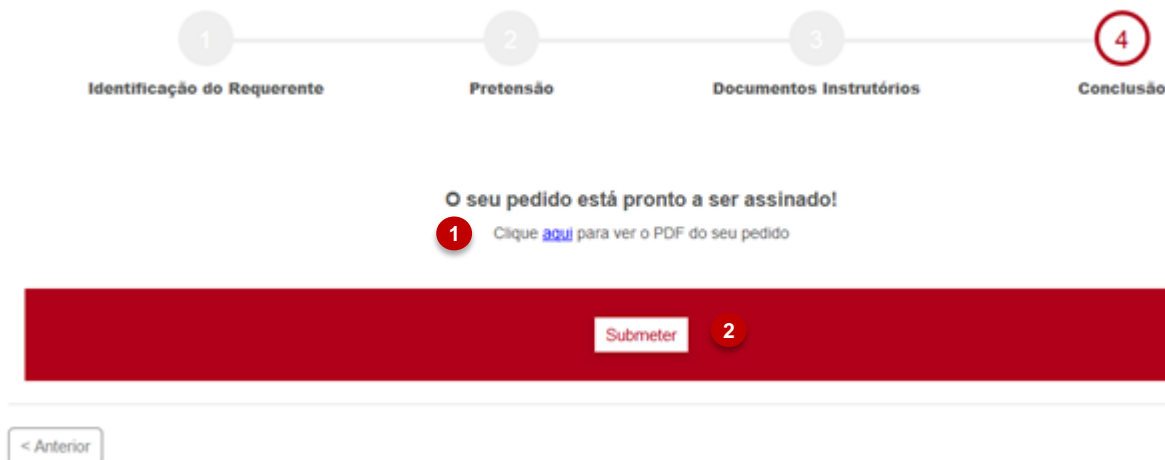 1 2 3 4
Identificação do Requerente Pretensão Documentos Instrutórios Conclusão
O seu pedido está pronto a ser assinado!
1 Clique aqui para ver o PDF do seu pedido
Submeter 2
< Anterior